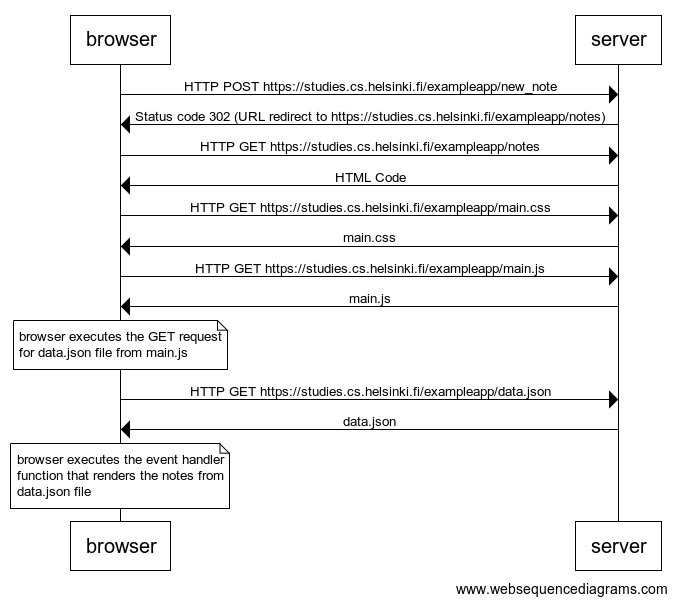 browser server
HTTP POST https://studies.cs.helsinki.fi/exampleapp/new_note
Status code 302 (URL redirect to https://studies.cs.helsinki.fi/exampleapp/notes)
HTTP GET https://studies.cs.helsinki.fi/exampleapp/notes
HTML Code
HTTP GET https://studies.cs.helsinki.fi/exampleapp/main.css
main.css
HTTP GET https://studies.cs.helsinki.fi/exampleapp/main.js
main.js
browser executes the GET request
for data.json file from main.js
HTTP GET https://studies.cs.helsinki.fi/exampleapp/data.json
data.json
browser executes the event handler
function that renders the notes from
data.json file
browser server
www.websequencediagrams.com